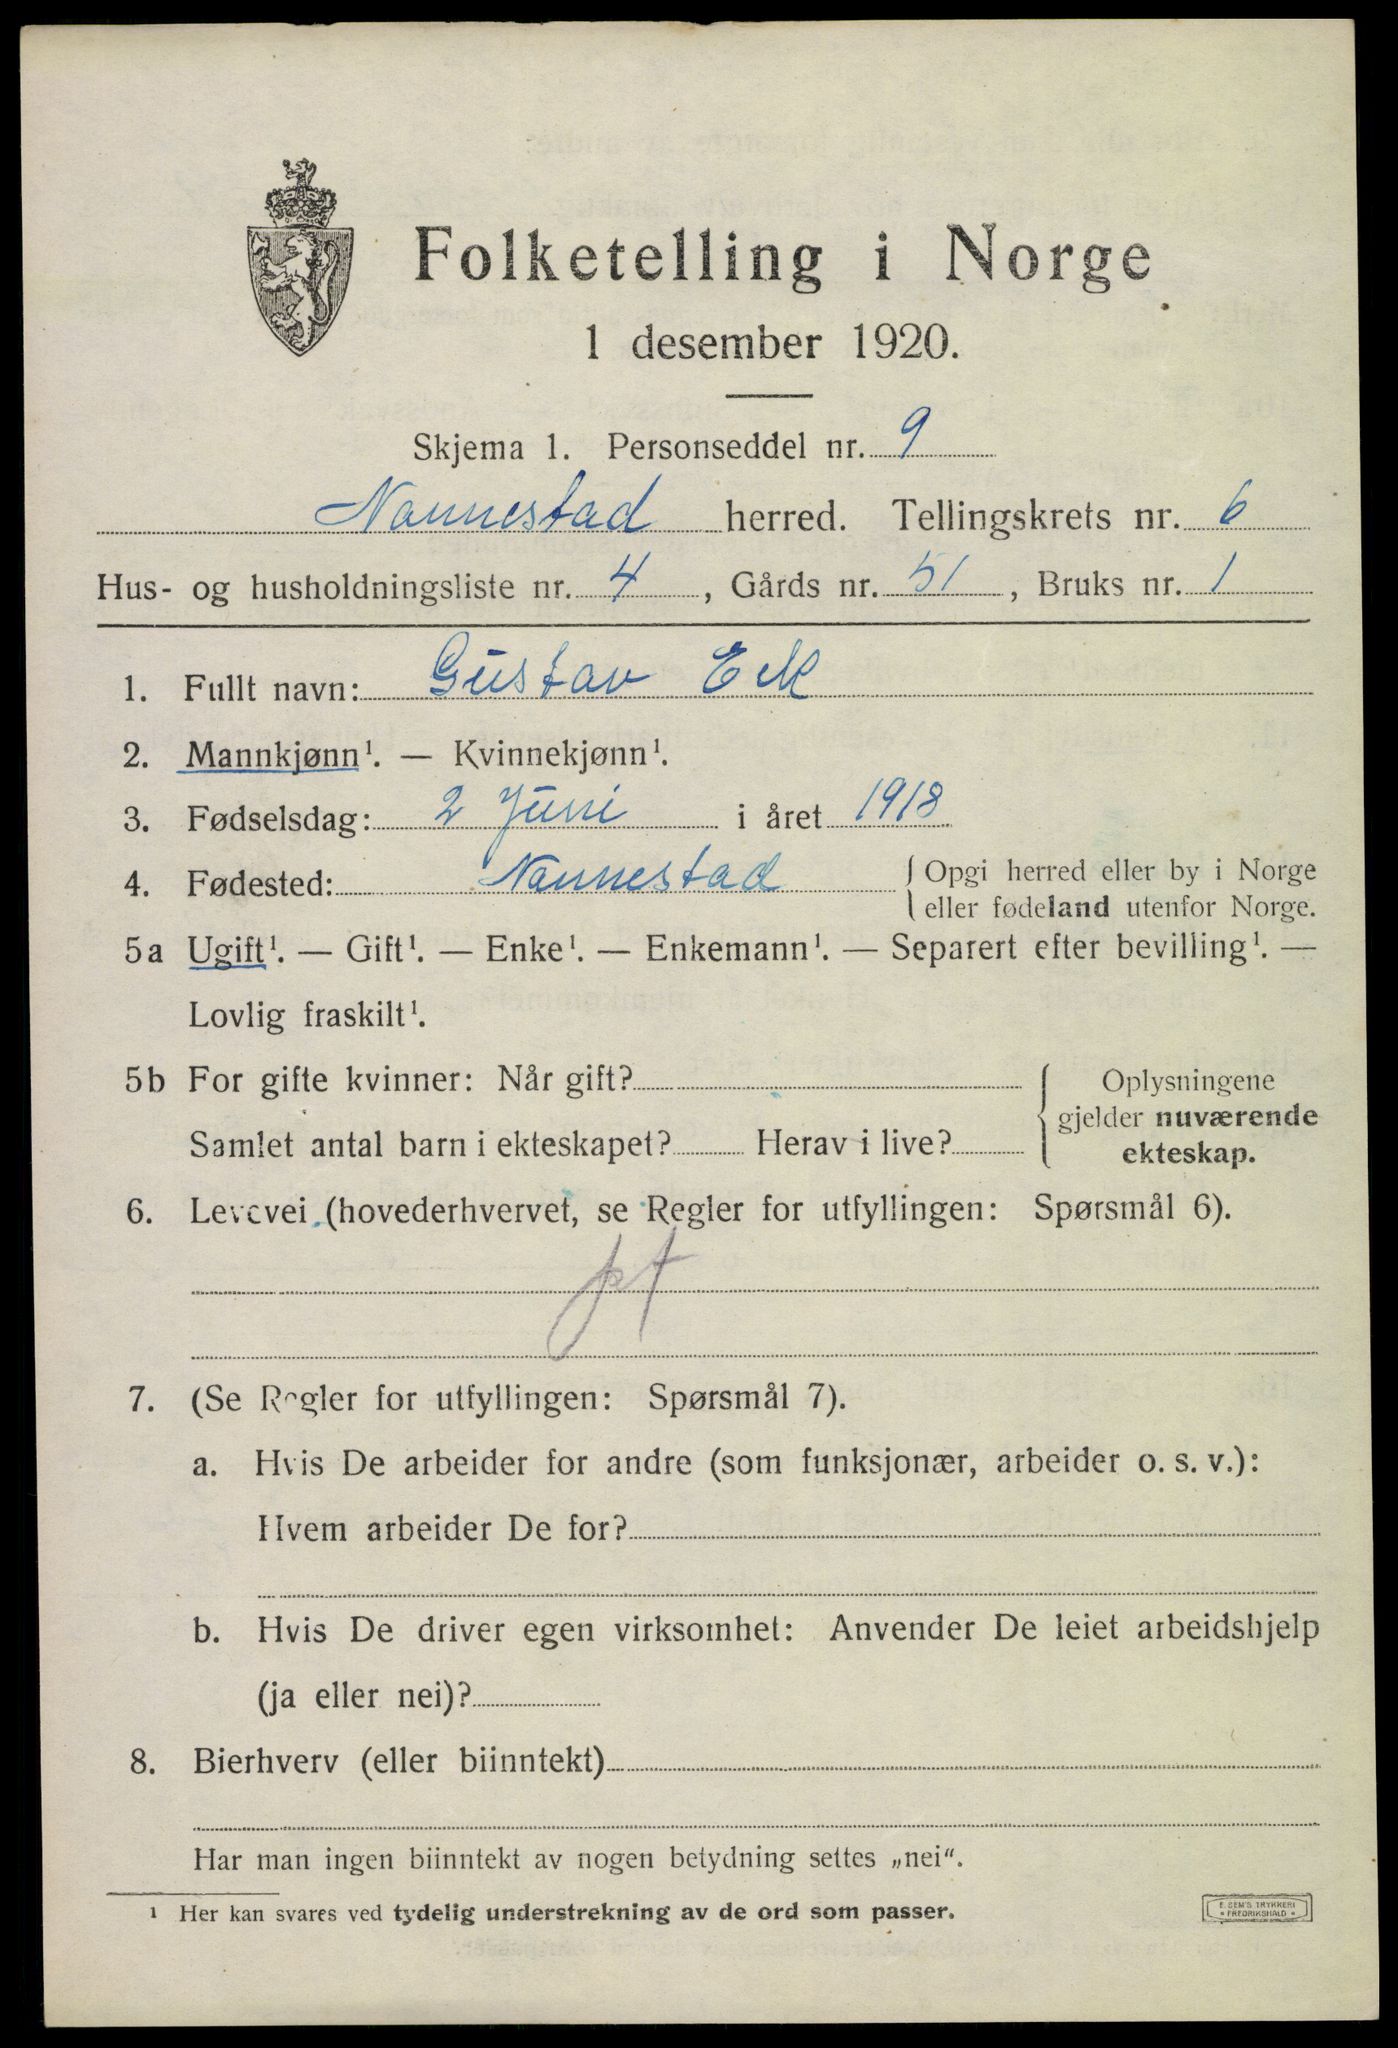 Folketelling i Norge
1 desember 1920.
Skjema 1. Personseddel nr. 9
Nannestad herred. Tellingskrets nr. 6
Hus- og husholdningsliste nr. 4, Gårds nr. 51, Bruks nr. 1
1. Fullt navn: Gustav Ek
2. Mannkjønn¹. — Kvinnekjønn¹.
3. Fødselsdag: 2 Juni i året 1918
4. Fødested: Nannestad { Opgi herred eller by i Norge
eller fødeland utenfor Norge.
5a Ugift¹. — Gift¹. — Enke¹. — Enkemann¹. — Separert efter bevilling¹. —
Lovlig fraskilt¹.
5b For gifte kvinner: Når gift? { Oplysningene
gjelder nuværende
Samlet antal barn i ekteskapet? Herav i live?
ekteskap.
6. Levevei (hovederhvervet, se Regler for utfyllingen: Spørsmål 6).
7. (Se Regler for utfyllingen: Spørsmål 7).
a. Hvis De arbeider for andre (som funksjonær, arbeider o. s. v.):
Hvem arbeider De for?
b. Hvis De driver egen virksomhet: Anvender De leiet arbeidshjelp
(ja eller nei)?
8. Bierhverv (eller biinntekt)
Har man ingen biinntekt av nogen betydning settes „nei“.
¹ Her kan svares ved tydelig understrekning av de ord som passer.
E. SEM'S TRYKKERI
• FREDRIKSHALD •